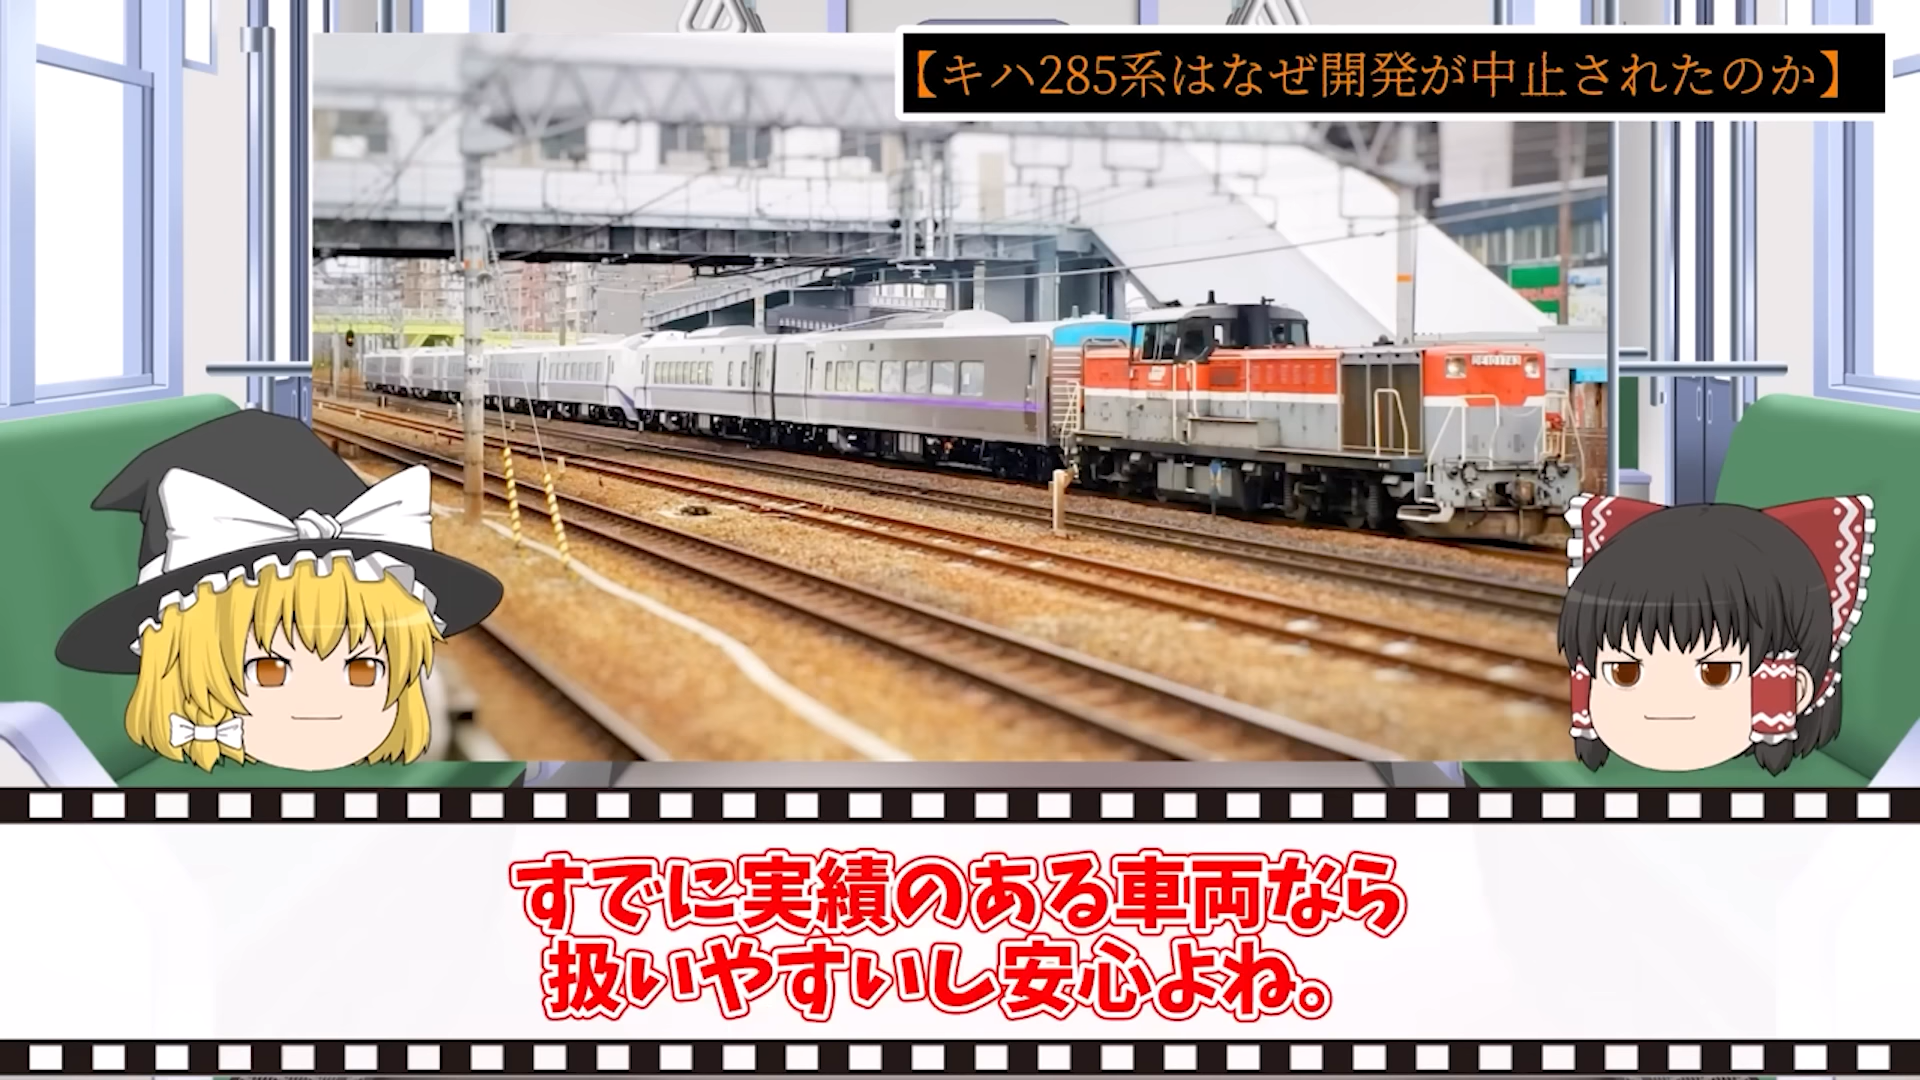 【キハ285系はなぜ開発が中止されたのか】
すでに実績のある車両なら
扱いやすいし安心よね。